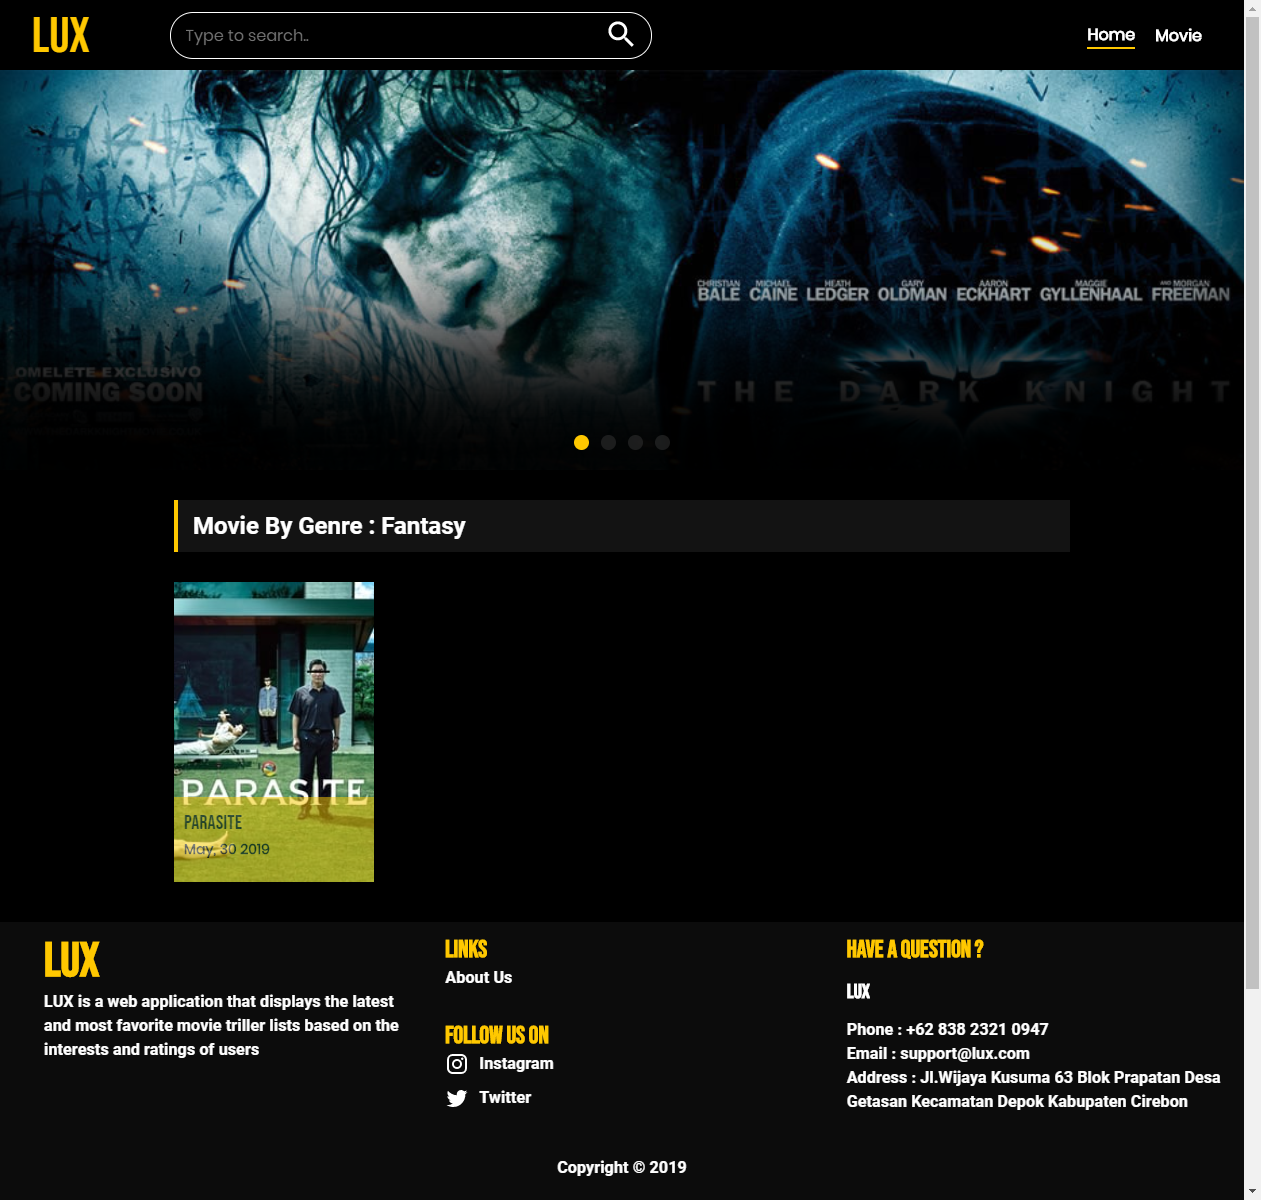 LUX
Type to search..
Home
Movie
CHRISTIAN BALE MICHAEL CAINE HEATH LEDGER GARY OLDMAN AARON ECKHART MAGGIE GYLLENHAAL AND MORGAN FREEMAN
OMELETE EXCLUSIVO
COMING SOON
THE DARK KNIGHT
Movie By Genre : Fantasy
PARASITE
PARASITE
May, 30 2019
LUX
LUX is a web application that displays the latest
and most favorite movie triller lists based on the
interests and ratings of users
LINKS
About Us
FOLLOW US ON
Instagram
Twitter
HAVE A QUESTION ?
LUX
Phone : +62 838 2321 0947
Email : support@lux.com
Address : Jl.Wijaya Kusuma 63 Blok Prapatan Desa
Getasan Kecamatan Depok Kabupaten Cirebon
Copyright © 2019